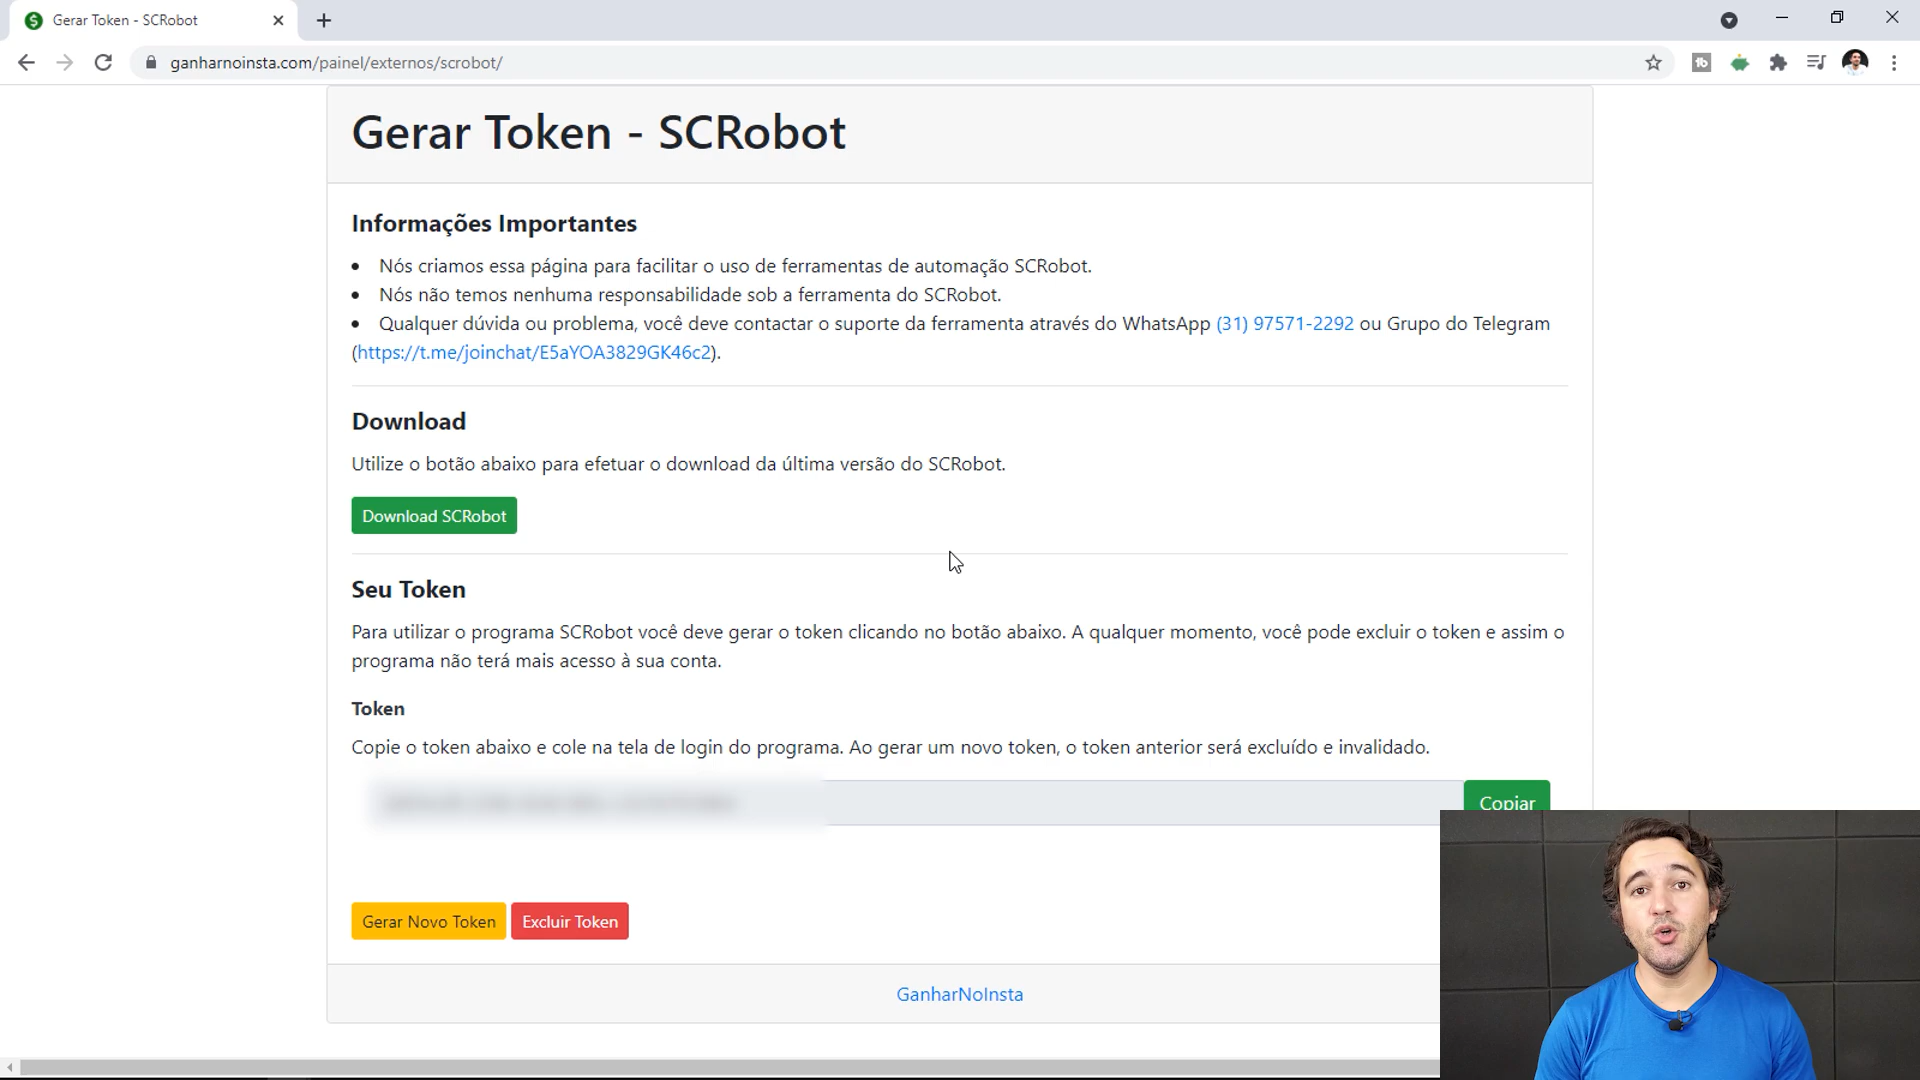 Gerar Token - SCRobot
ganharnoinsta.com/painel/externos/scrobot/
Gerar Token - SCRobot
Informações Importantes
Nós criamos essa página para facilitar o uso de ferramentas de automação SCRobot.
Nós não temos nenhuma responsabilidade sob a ferramenta do SCRobot.
Qualquer dúvida ou problema, você deve contactar o suporte da ferramenta através do WhatsApp (31) 97571-2292 ou Grupo do Telegram
(https://t.me/joinchat/E5aYOA3829GK46c2).
Download
Utilize o botão abaixo para efetuar o download da última versão do SCRobot.
Download SCRobot
Seu Token
Para utilizar o programa SCRobot você deve gerar o token clicando no botão abaixo. A qualquer momento, você pode excluir o token e assim o
programa não terá mais acesso à sua conta.
Token
Copie o token abaixo e cole na tela de login do programa. Ao gerar um novo token, o token anterior será excluído e invalidado.
Copiar
Gerar Novo Token Excluir Token
GanharNoInsta